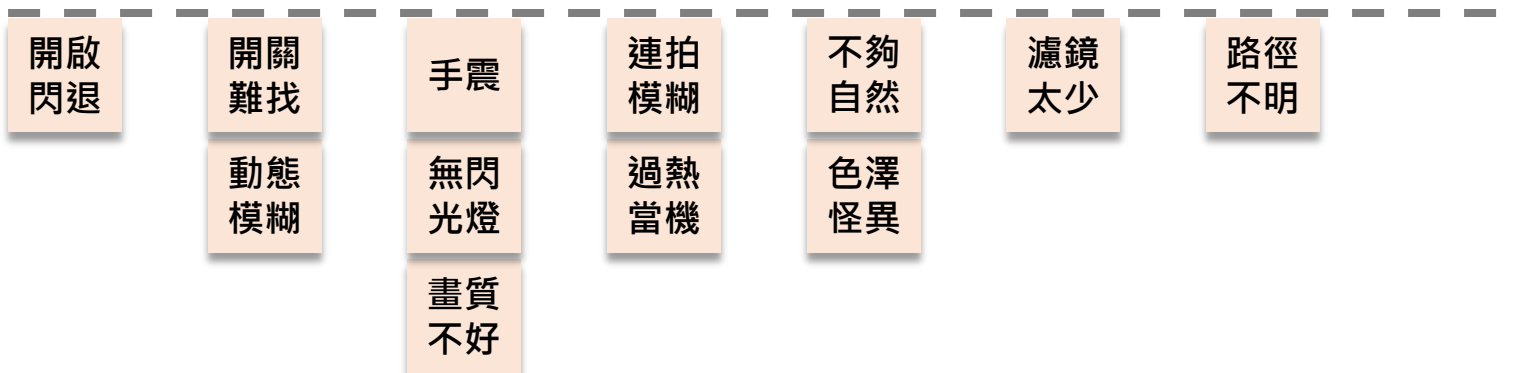 開啟
閃退
開關
難找
手震
連拍
模糊
不夠
自然
濾鏡
太少
路徑
不明
動態
模糊
無閃
光燈
過熱
當機
色澤
怪異
畫質
不好